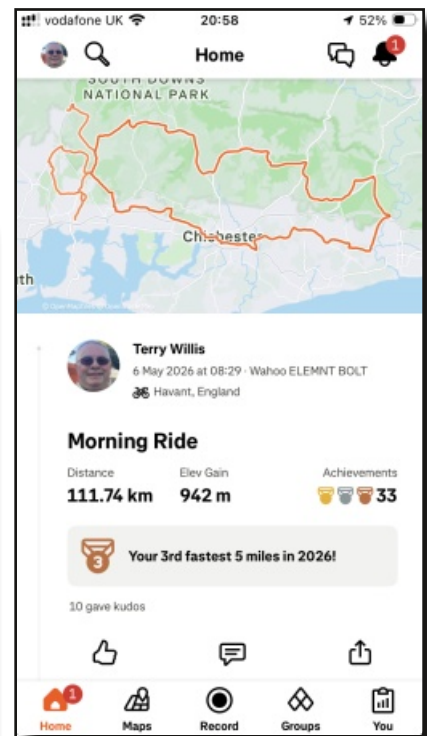 vodafone UK 20:58 52%
Home 1
SOUTH DOWNS
NATIONAL PARK
Chichester
th
Terry Willis
6 May 2026 at 08:29 · Wahoo ELEMNT BOLT
Havant, England
Morning Ride
Distance Elev Gain Achievements
111.74 km 942 m 33
3 Your 3rd fastest 5 miles in 2026!
10 gave kudos
1
Home Maps Record Groups You